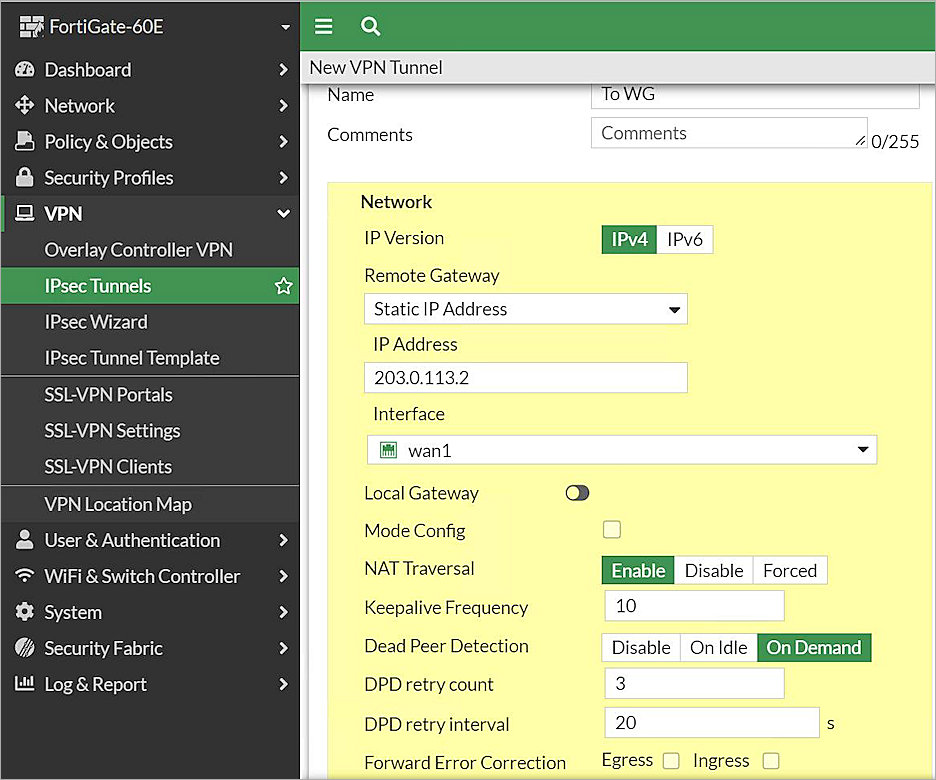 FortiGate-60E
Dashboard
Network
Policy & Objects
Security Profiles
VPN
Overlay Controller VPN
IPsec Tunnels
IPsec Wizard
IPsec Tunnel Template
SSL-VPN Portals
SSL-VPN Settings
SSL-VPN Clients
VPN Location Map
User & Authentication
WiFi & Switch Controller
System
Security Fabric
Log & Report
New VPN Tunnel
Name To WG
Comments Comments 0/255
Network
IP Version IPv4 IPv6
Remote Gateway
Static IP Address
IP Address
203.0.113.2
Interface
wan1
Local Gateway
Mode Config
NAT Traversal Enable Disable Forced
Keepalive Frequency 10
Dead Peer Detection Disable On Idle On Demand
DPD retry count 3
DPD retry interval 20 s
Forward Error Correction Egress Ingress